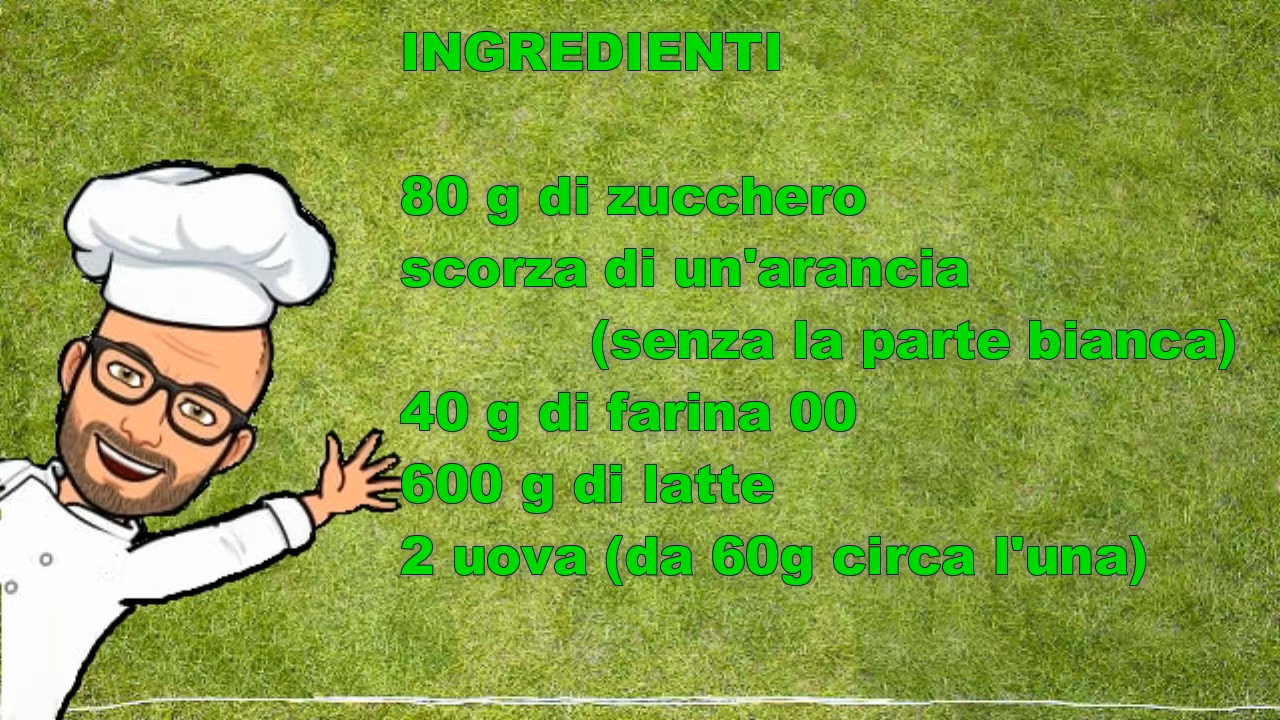 INGREDIENTI
80 g di zucchero
scorza di un'arancia
(senza la parte bianca)
40 g di farina 00
600 g di latte
2 uova (da 60g circa l'una)